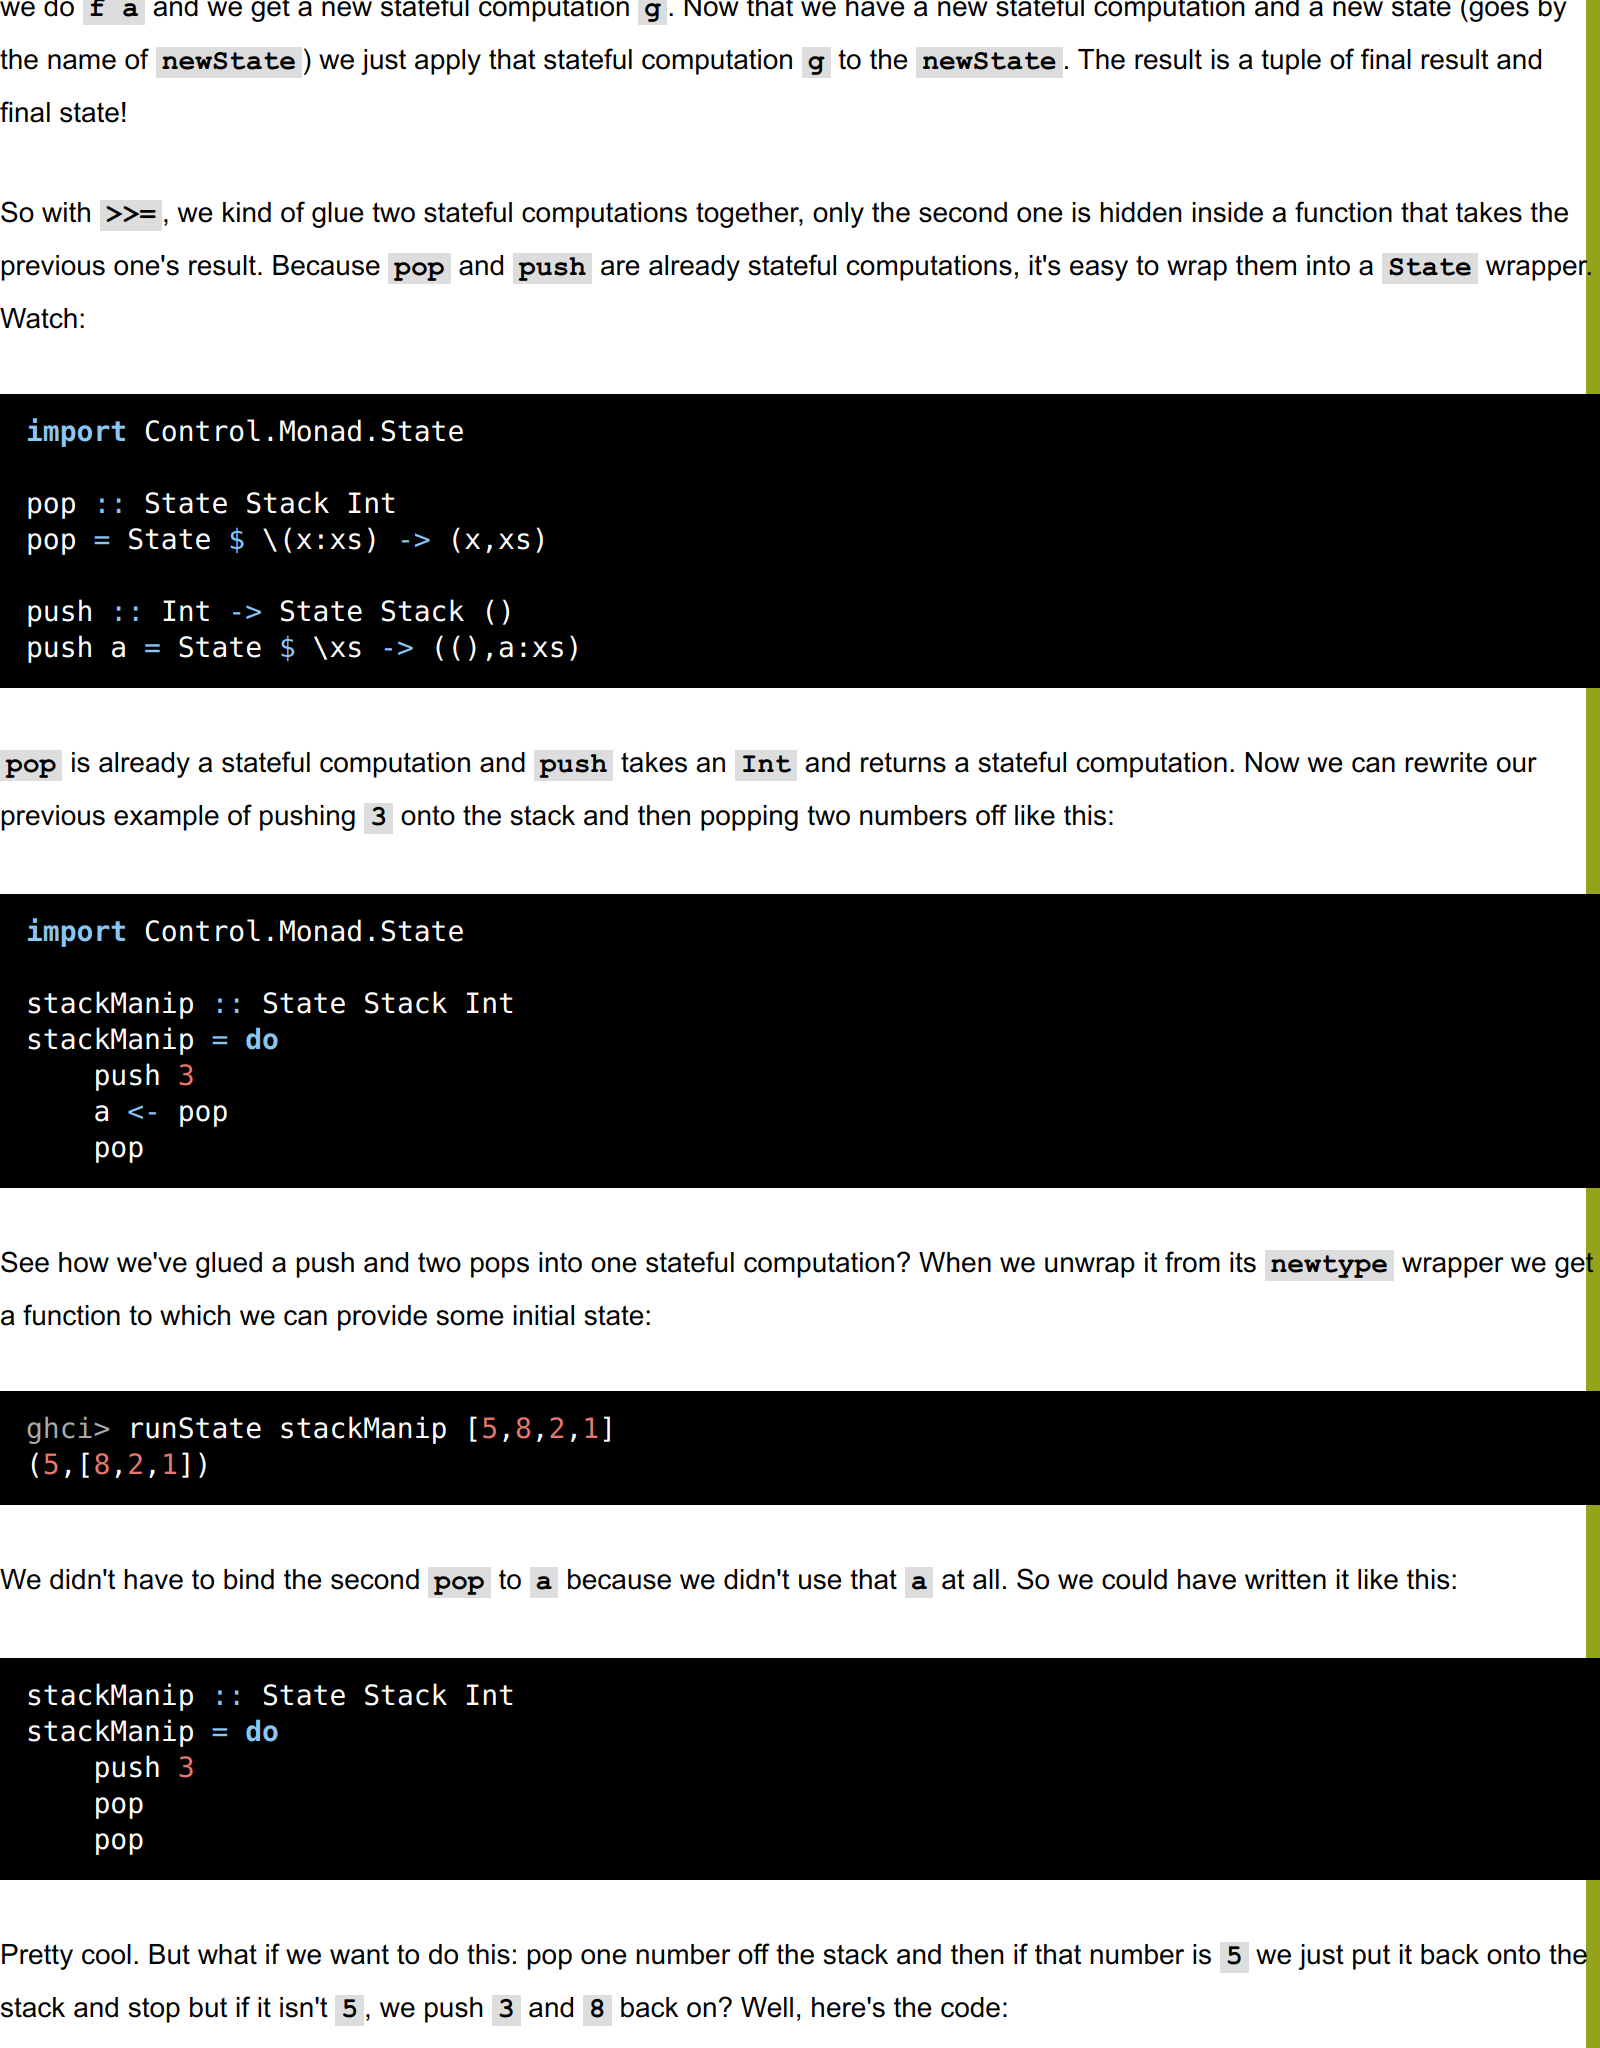 we do f a and we get a new stateful computation g. Now that we have a new stateful computation and a new state (goes by
the name of newState) we just apply that stateful computation g to the newState. The result is a tuple of final result and
final state!
So with >>=, we kind of glue two stateful computations together, only the second one is hidden inside a function that takes the
previous one's result. Because pop and push are already stateful computations, it's easy to wrap them into a State wrapper.
Watch:
import Control.Monad.State
pop :: State Stack Int
pop = State $ \(x:xs) -> (x,xs)
push :: Int -> State Stack ()
push a = State $ \xs -> ((),a:xs)
pop is already a stateful computation and push takes an Int and returns a stateful computation. Now we can rewrite our
previous example of pushing 3 onto the stack and then popping two numbers off like this:
import Control.Monad.State
stackManip :: State Stack Int
stackManip = do
    push 3
    a <- pop
    pop
See how we've glued a push and two pops into one stateful computation? When we unwrap it from its newtype wrapper we get
a function to which we can provide some initial state:
ghci> runState stackManip [5,8,2,1]
(5,[8,2,1])
We didn't have to bind the second pop to a because we didn't use that a at all. So we could have written it like this:
stackManip :: State Stack Int
stackManip = do
    push 3
    pop
    pop
Pretty cool. But what if we want to do this: pop one number off the stack and then if that number is 5 we just put it back onto the
stack and stop but if it isn't 5, we push 3 and 8 back on? Well, here's the code: